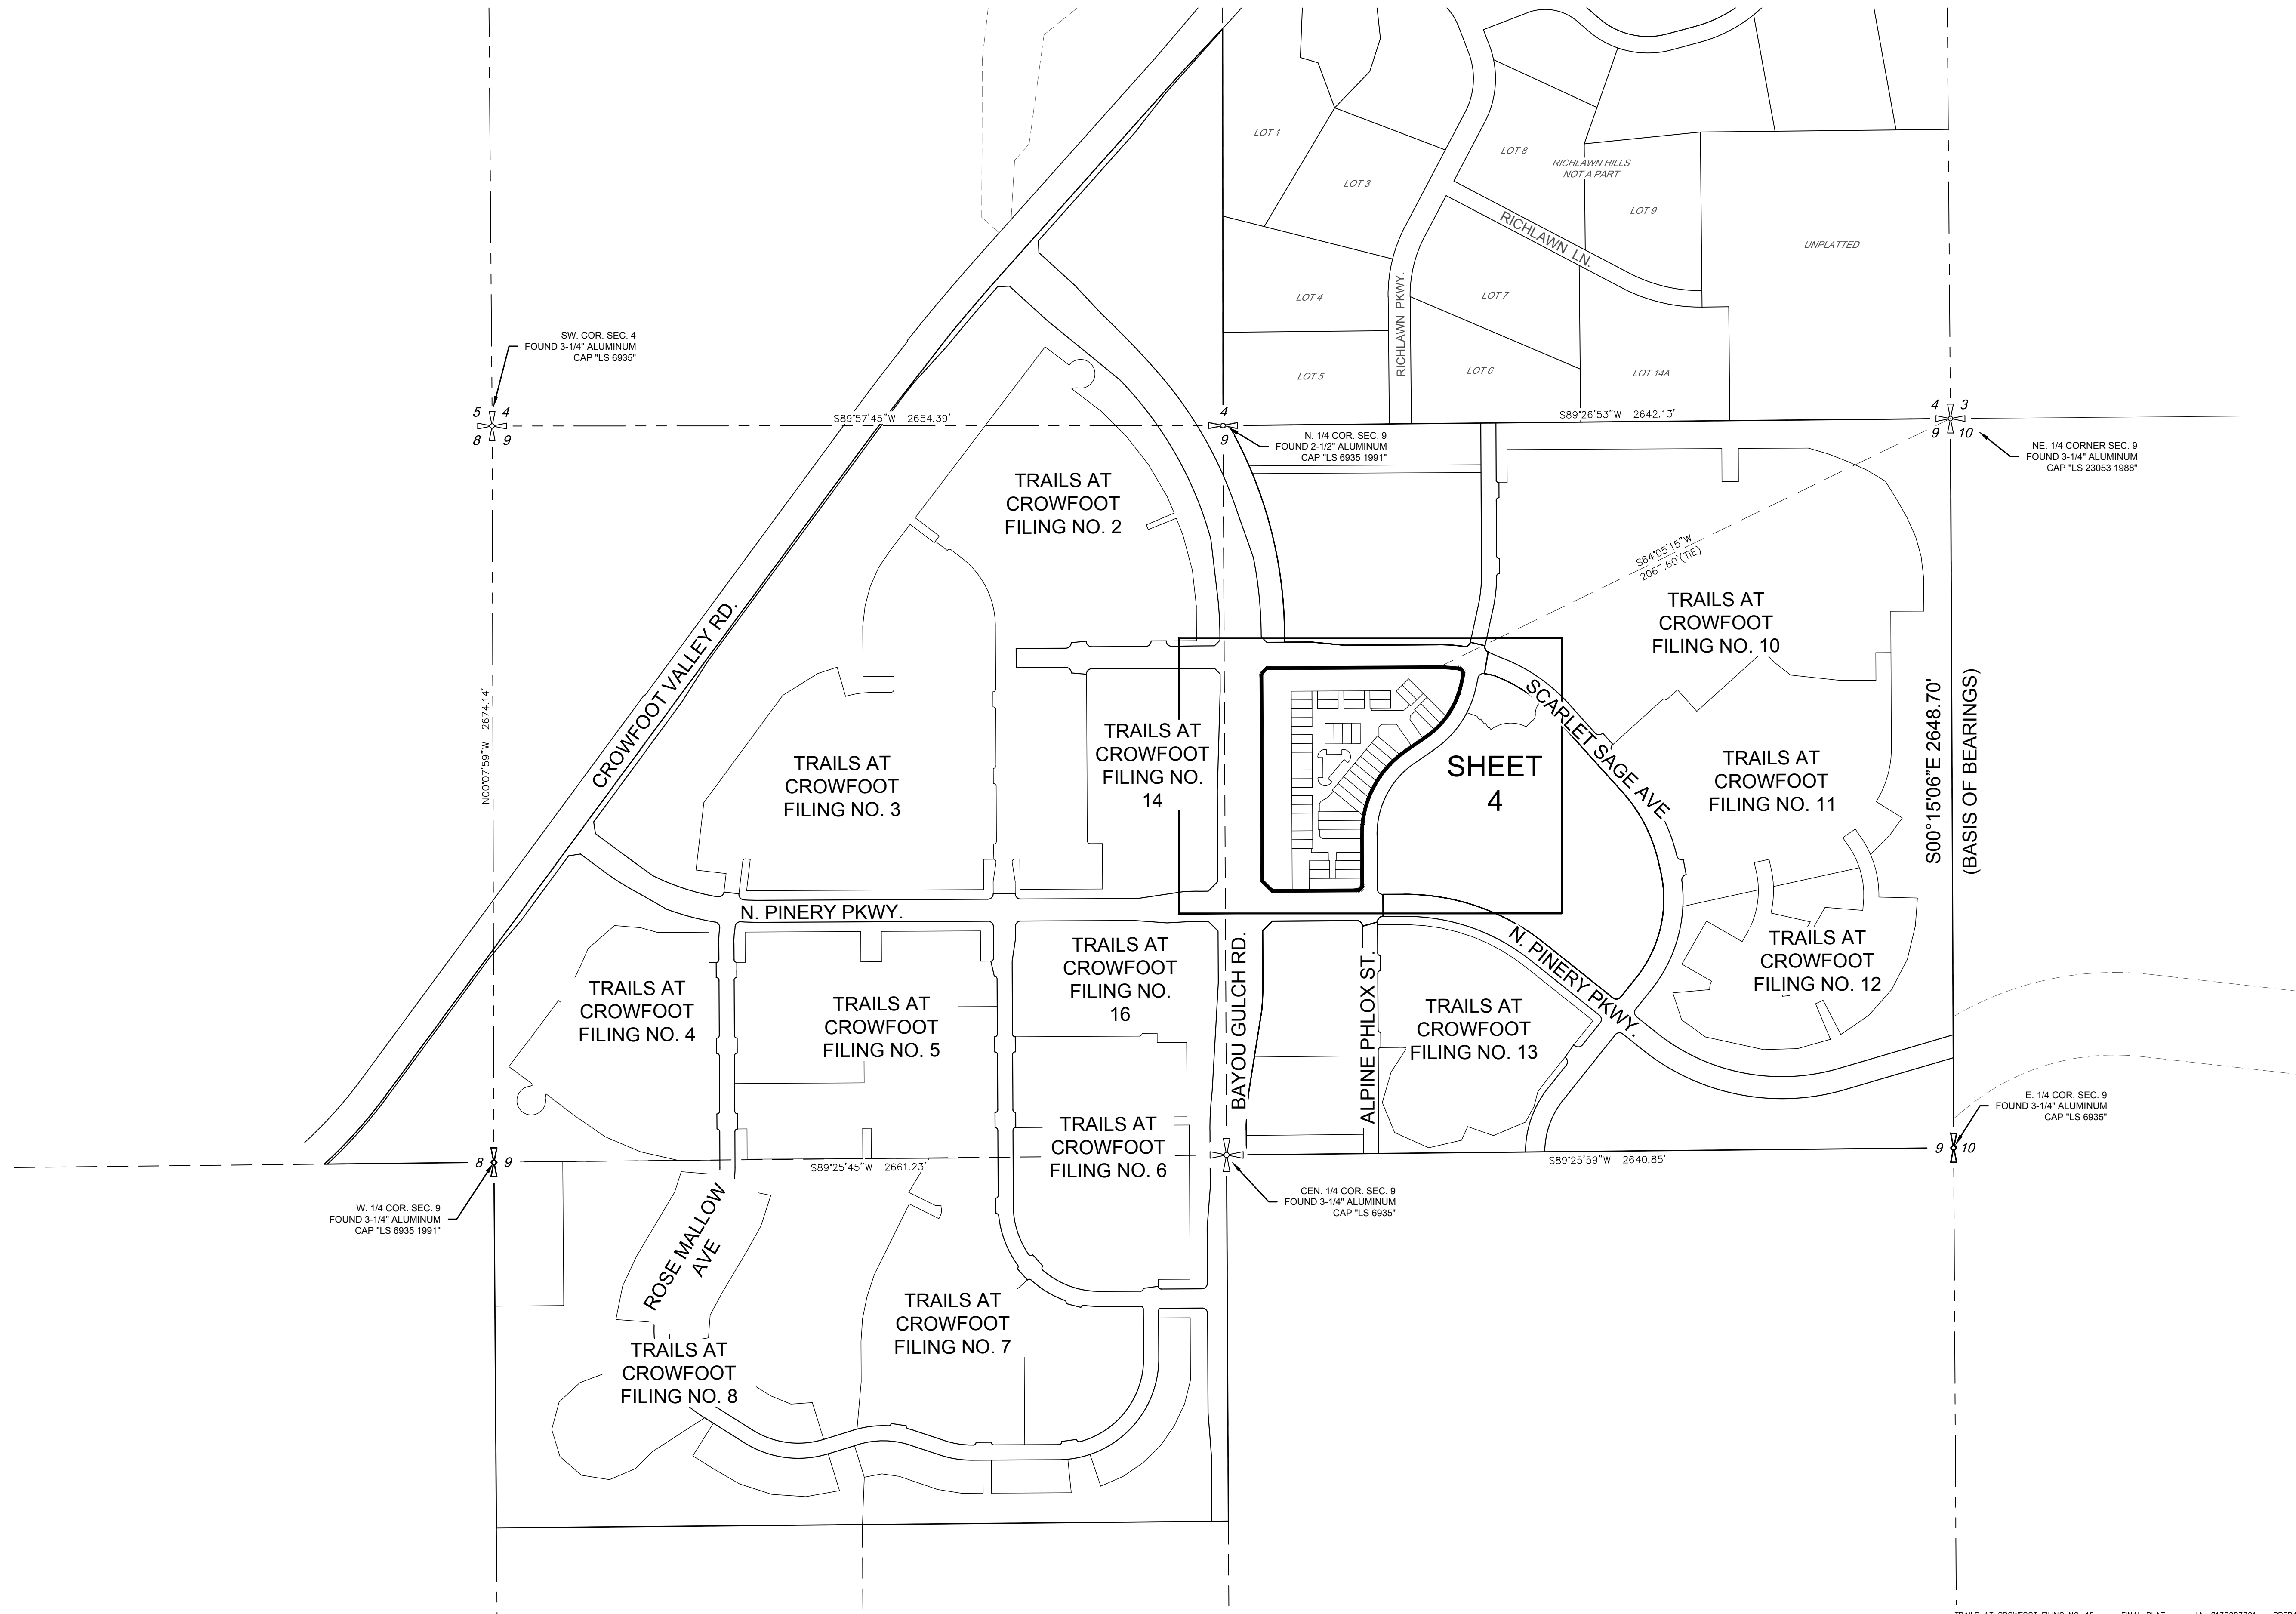 LOT 1
LOT 3
LOT 8
RICHLAWN HILLS
NOT A PART
LOT 9
RICHLAWN LN.
UNPLATTED
LOT 4
LOT 7
RICHLAWN PKWY.
LOT 5
LOT 6
LOT 14A
SW. COR. SEC. 4
FOUND 3-1/4" ALUMINUM
CAP "LS 6935"
5 4
8 9
S89°57'45"W 2654.39'
4
9
N. 1/4 COR. SEC. 9
FOUND 2-1/2" ALUMINUM
CAP "LS 6935 1991"
S89°26'53"W 2642.13'
4 3
9 10
NE. 1/4 CORNER SEC. 9
FOUND 3-1/4" ALUMINUM
CAP "LS 23053 1988"
TRAILS AT
CROWFOOT
FILING NO. 2
S64°05'15"W
2067.60'(TIE)
TRAILS AT
CROWFOOT
FILING NO. 10
CROWFOOT VALLEY RD.
N00°07'59"W 2674.14'
TRAILS AT
CROWFOOT
FILING NO. 3
TRAILS AT
CROWFOOT
FILING NO.
14
SHEET
4
SCARLET SAGE AVE
TRAILS AT
CROWFOOT
FILING NO. 11
S00°15'06"E 2648.70'
(BASIS OF BEARINGS)
N. PINERY PKWY.
TRAILS AT
CROWFOOT
FILING NO. 4
TRAILS AT
CROWFOOT
FILING NO. 5
TRAILS AT
CROWFOOT
FILING NO.
16
BAYOU GULCH RD.
ALPINE PHLOX ST.
N. PINERY PKWY.
TRAILS AT
CROWFOOT
FILING NO. 13
TRAILS AT
CROWFOOT
FILING NO. 12
TRAILS AT
CROWFOOT
FILING NO. 6
E. 1/4 COR. SEC. 9
FOUND 3-1/4" ALUMINUM
CAP "LS 6935"
8 9
S89°25'45"W 2661.23'
S89°25'59"W 2640.85'
9 10
W. 1/4 COR. SEC. 9
FOUND 3-1/4" ALUMINUM
CAP "LS 6935 1991"
CEN. 1/4 COR. SEC. 9
FOUND 3-1/4" ALUMINUM
CAP "LS 6935"
ROSE MALLOW
AVE
TRAILS AT
CROWFOOT
FILING NO. 7
TRAILS AT
CROWFOOT
FILING NO. 8